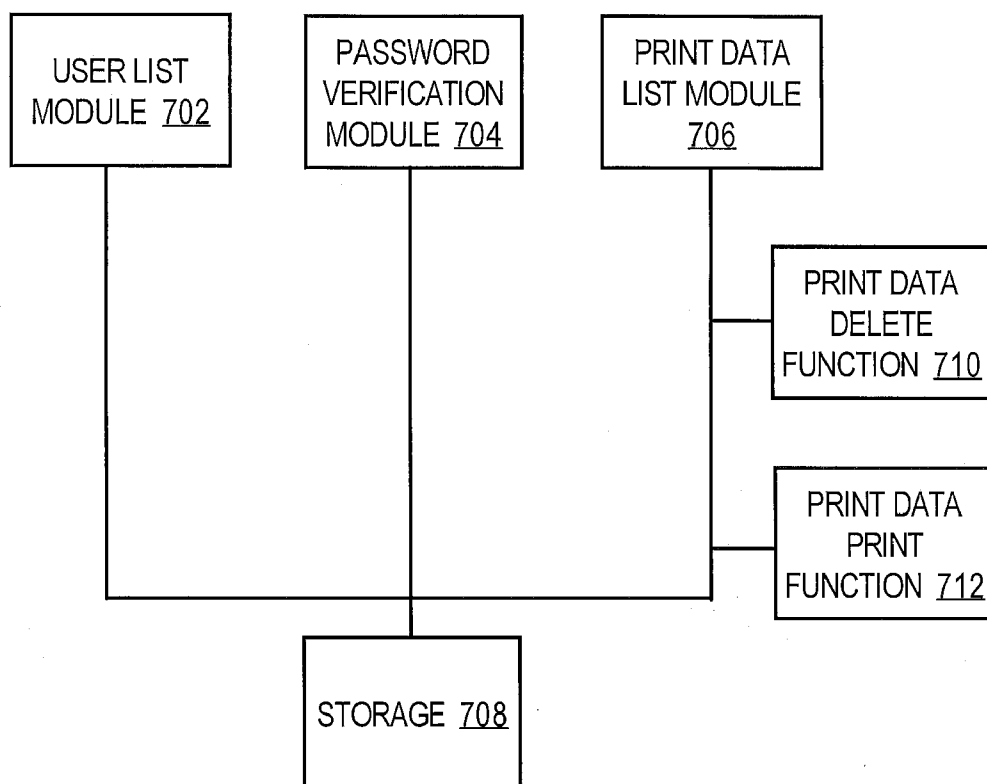 USER LIST
MODULE 702
PASSWORD
VERIFICATION
MODULE 704
PRINT DATA
LIST MODULE
706
PRINT DATA
DELETE
FUNCTION 710
PRINT DATA
PRINT
FUNCTION 712
STORAGE 708